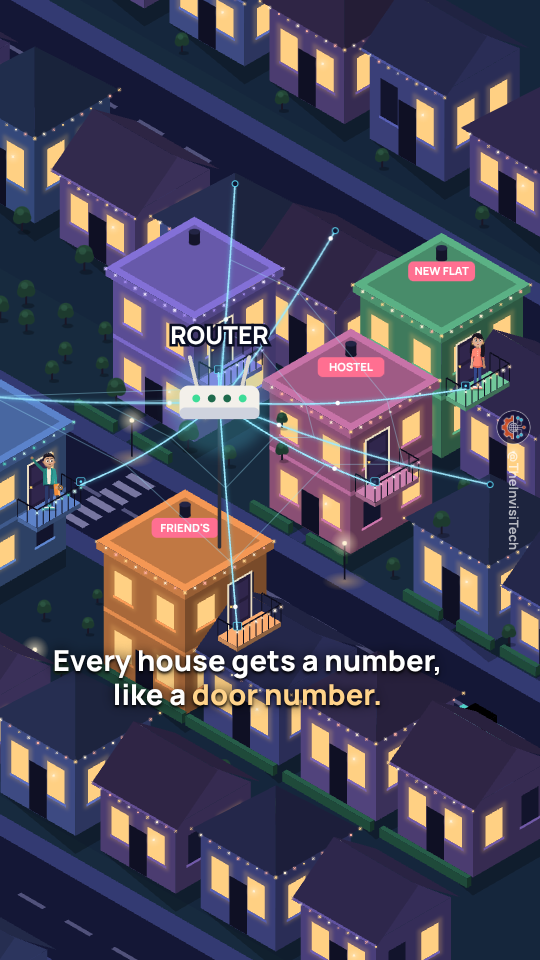 NEW FLAT
ROUTER
HOSTEL
@TheInvisiTech
FRIEND'S
Every house gets a number,
like a door number.